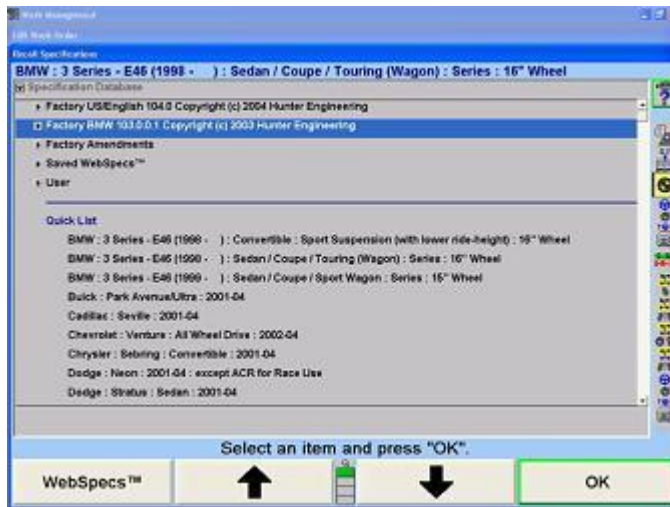 Work Management
Edit Work Order
Recall Specifications
BMW : 3 Series - E46 (1998 -    ) : Sedan / Coupe / Touring (Wagon) : Series : 16" Wheel
Specification Database
Factory US/English 104.0 Copyright (c) 2004 Hunter Engineering
Factory BMW 103.0.0.1 Copyright (c) 2003 Hunter Engineering
Factory Amendments
Saved WebSpecs™
User
Quick List
BMW : 3 Series - E46 (1998 -    ) : Convertible : Sport Suspension (with lower ride-height) : 16" Wheel
BMW : 3 Series - E46 (1998 -    ) : Sedan / Coupe / Touring (Wagon) : Series : 16" Wheel
BMW : 3 Series - E46 (1998 -    ) : Sedan / Coupe / Sport Wagon : Series : 15" Wheel
Buick : Park Avenue/Ultra : 2001-04
Cadillac : Seville : 2001-04
Chevrolet : Venture : All Wheel Drive : 2002-04
Chrysler : Sebring : Convertible : 2001-04
Dodge : Neon : 2001-04 : except ACR for Race Use
Dodge : Stratus : Sedan : 2001-04
Select an item and press "OK".
WebSpecs™
OK